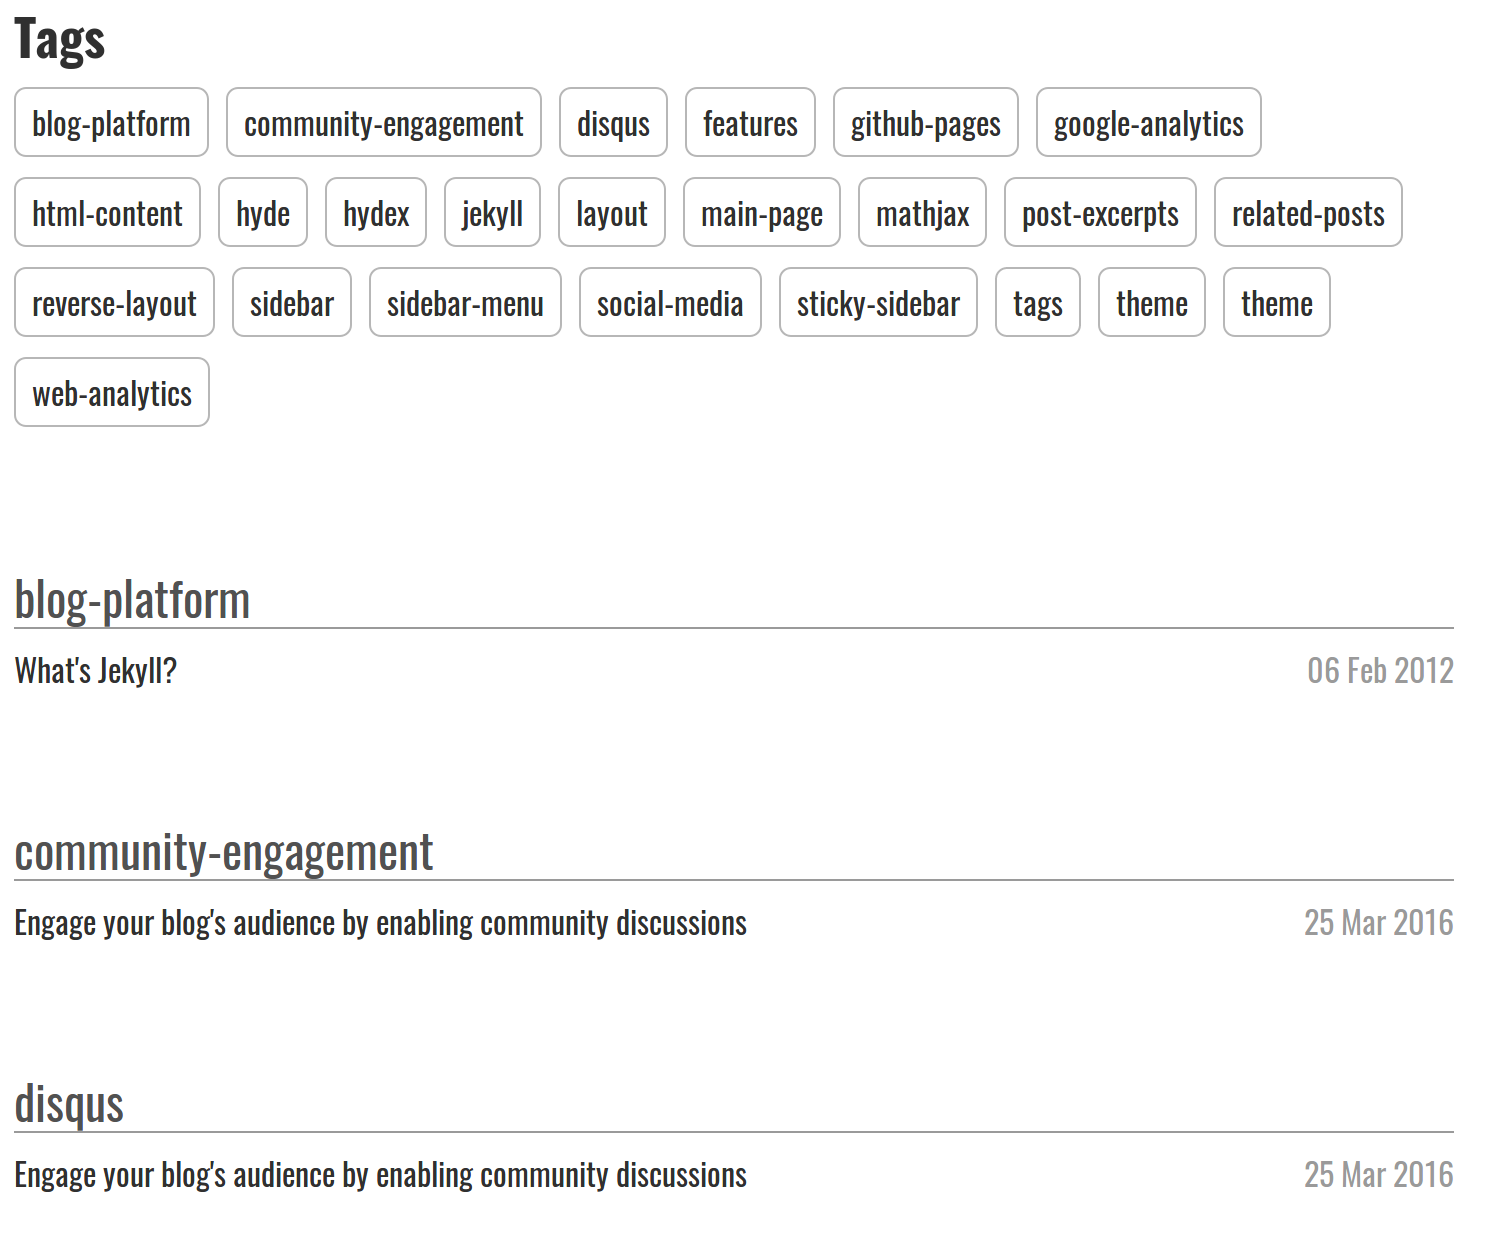 Tags
blog-platform community-engagement disqus features github-pages google-analytics
html-content hyde hydex jekyll layout main-page mathjax post-excerpts related-posts
reverse-layout sidebar sidebar-menu social-media sticky-sidebar tags theme theme
web-analytics
blog-platform
What's Jekyll? 06 Feb 2012
community-engagement
Engage your blog's audience by enabling community discussions 25 Mar 2016
disqus
Engage your blog's audience by enabling community discussions 25 Mar 2016